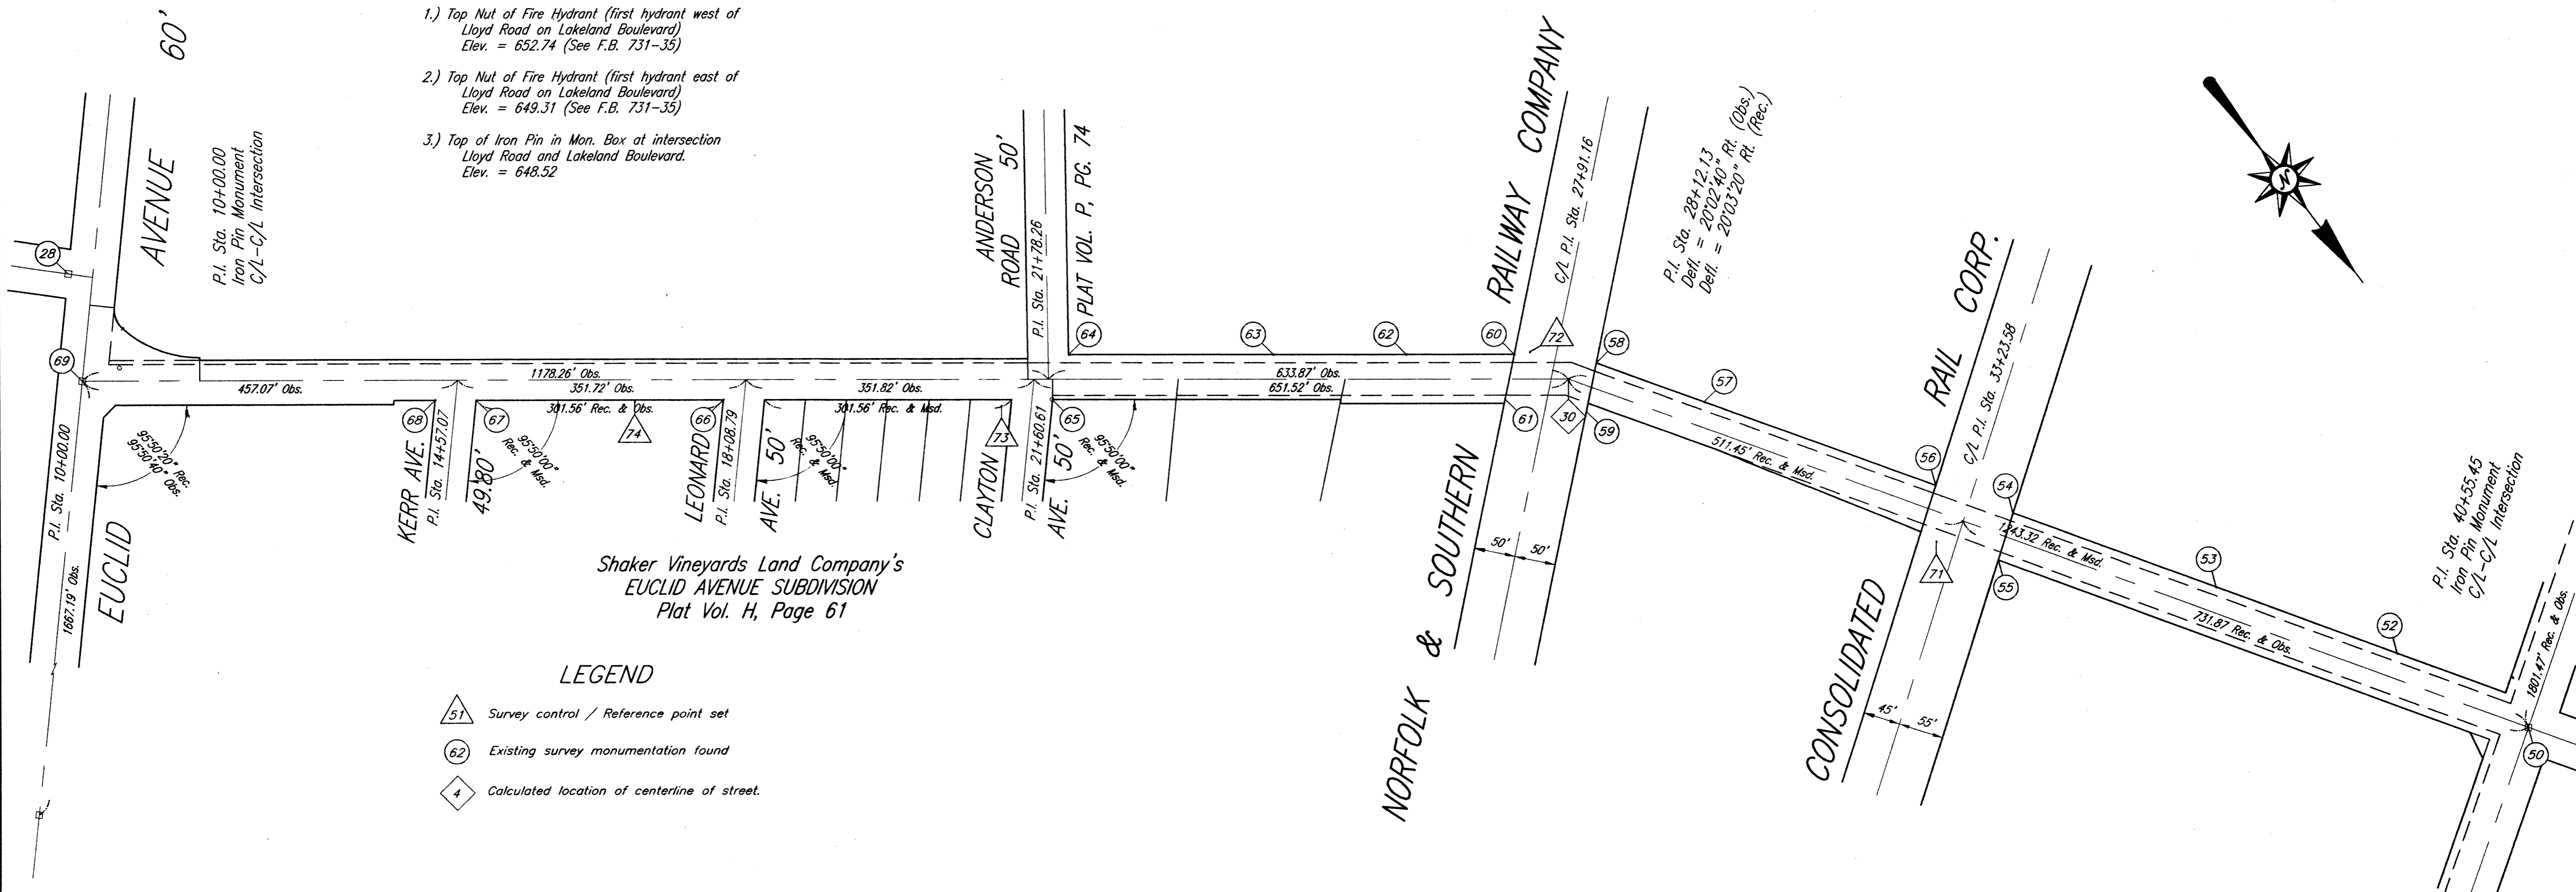 1.) Top Nut of Fire Hydrant (first hydrant west of
Lloyd Road on Lakeland Boulevard)
Elev. = 652.74 (See F.B. 731-35)
2.) Top Nut of Fire Hydrant (first hydrant east of
Lloyd Road on Lakeland Boulevard)
Elev. = 649.31 (See F.B. 731-35)
3.) Top of Iron Pin in Mon. Box at intersection
Lloyd Road and Lakeland Boulevard.
Elev. = 648.52
60'
AVENUE
P.I. Sta. 10+00.00
Iron Pin Monument
C/L-C/L Intersection
28
69
P.I. Sta. 10+00.00
1667.19' Obs.
EUCLID
95°50'20" Rec.
95°50'40" Obs.
457.07' Obs.
1178.26' Obs.
351.72' Obs.
351.82' Obs.
301.56' Rec. & Obs.
301.56' Rec. & Msd.
68
67
74
66
73
65
KERR AVE.
P.I. Sta. 14+57.07
49.80'
95°50'00"
Rec. & Msd.
LEONARD
P.I. Sta. 18+08.79
AVE. 50'
95°50'00"
Rec. & Msd.
CLAYTON
P.I. Sta. 21+60.61
AVE. 50'
95°50'00"
Rec. & Msd.
ANDERSON
ROAD 50'
P.I. Sta. 21+78.26
PLAT VOL. P, PG. 74
64
63
62
60
72
58
633.87' Obs.
651.52' Obs.
61
30
59
NORFOLK & SOUTHERN RAILWAY COMPANY
C/L P.I. Sta. 27+91.16
50'
50'
P.I. Sta. 28+12.13
Defl. = 20°02'40" Rt. (Obs.)
Defl. = 20°03'20" Rt. (Rec.)
57
511.45' Rec. & Msd.
56
54
71
55
CONSOLIDATED RAIL CORP.
C/L P.I. Sta. 33+23.58
45'
55'
1243.32 Rec. & Msd.
53
52
731.87 Rec. & Obs.
P.I. Sta. 40+55.45
Iron Pin Monument
C/L-C/L Intersection
1801.47' Rec. & Obs.
50
N
Shaker Vineyards Land Company's
EUCLID AVENUE SUBDIVISION
Plat Vol. H, Page 61
LEGEND
51 Survey control / Reference point set
62 Existing survey monumentation found
4 Calculated location of centerline of street.